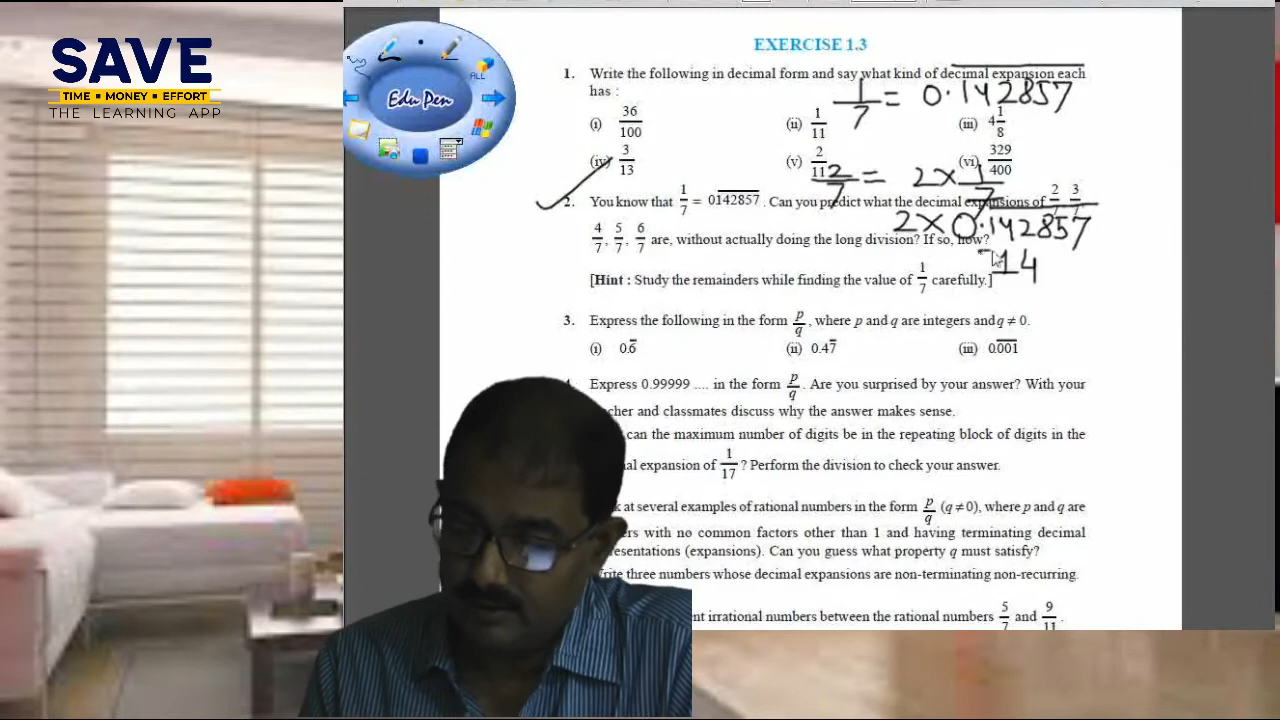 SAVE
TIME ▪ MONEY ▪ EFFORT
THE LEARNING APP
Edu Pen
ALL
EXERCISE 1.3
1. Write the following in decimal form and say what kind of decimal expansion each
has :
1/7 = 0.142857
(i) 36/100 (ii) 1/11 (iii) 4 1/8
(iv) 3/13 (v) 2/11 (vi) 329/400
2/7 = 2 × 1/7
2. You know that 1/7 = 0142857. Can you predict what the decimal expansions of 2/7, 3/7
2 × 0.142857
4/7, 5/7, 6/7 are, without actually doing the long division? If so, how?
14
[Hint : Study the remainders while finding the value of 1/7 carefully.]
3. Express the following in the form p/q, where p and q are integers and q ≠ 0.
(i) 0.6̅ (ii) 0.47̅ (iii) 0.0̅0̅1̅
Express 0.99999 .... in the form p/q. Are you surprised by your answer? With your
and classmates discuss why the answer makes sense.
can the maximum number of digits be in the repeating block of digits in the
expansion of 1/17? Perform the division to check your answer.
at several examples of rational numbers in the form p/q (q ≠ 0), where p and q are
with no common factors other than 1 and having terminating decimal
(expansions). Can you guess what property q must satisfy?
three numbers whose decimal expansions are non-terminating non-recurring.
irrational numbers between the rational numbers 5/7 and 9/11.